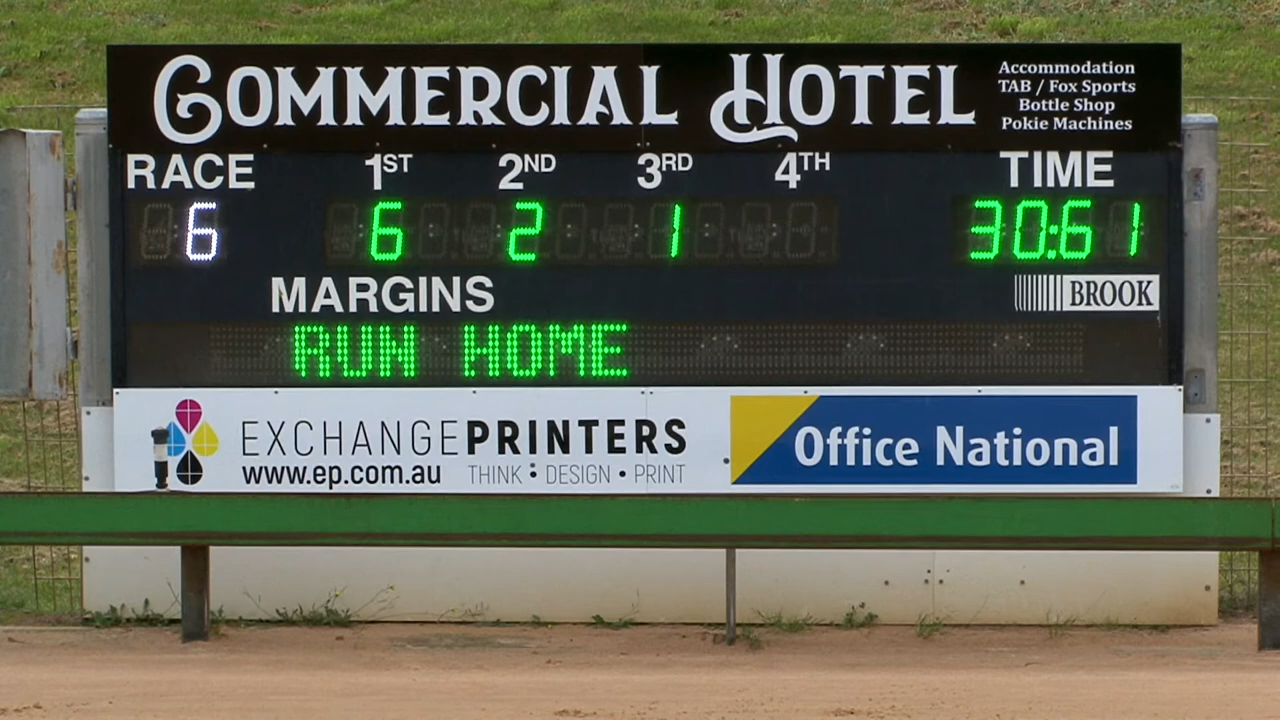 COMMERCIAL HOTEL
Accommodation
TAB / Fox Sports
Bottle Shop
Pokie Machines
RACE 1ST 2ND 3RD 4TH TIME
6 6 2 1 30:61
MARGINS
BROOK
RUN HOME
EXCHANGEPRINTERS
www.ep.com.au THINK • DESIGN • PRINT
Office National